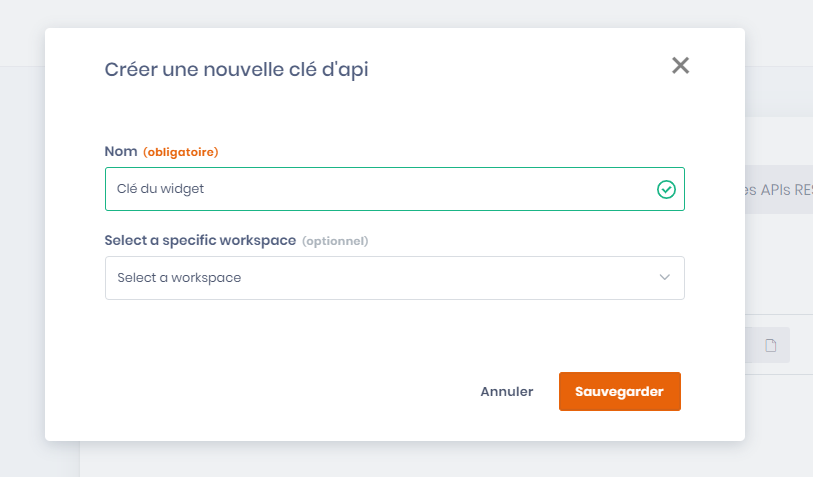 Créer une nouvelle clé d'api
Nom (obligatoire)
Clé du widget
es APIs RES
Select a specific workspace (optionnel)
Select a workspace
Annuler
Sauvegarder